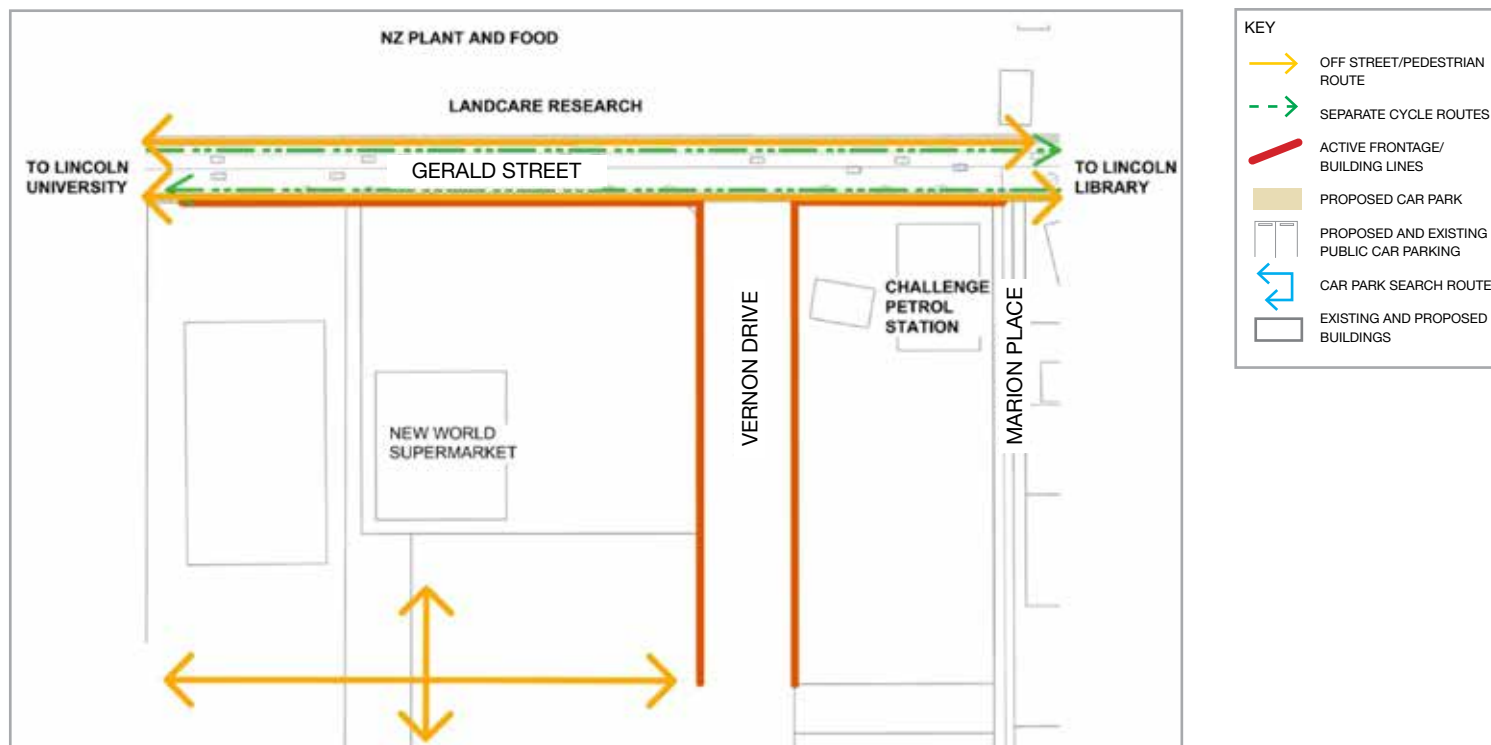 NZ PLANT AND FOOD
LANDCARE RESEARCH
TO LINCOLN
UNIVERSITY
GERALD STREET
TO LINCOLN
LIBRARY
CHALLENGE
PETROL
STATION
VERNON DRIVE
MARION PLACE
NEW WORLD
SUPERMARKET
KEY
OFF STREET/PEDESTRIAN
ROUTE
SEPARATE CYCLE ROUTES
ACTIVE FRONTAGE/
BUILDING LINES
PROPOSED CAR PARK
PROPOSED AND EXISTING
PUBLIC CAR PARKING
CAR PARK SEARCH ROUTE
EXISTING AND PROPOSED
BUILDINGS